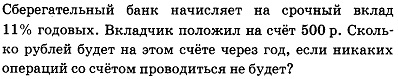 Сберегательный банк начисляет на срочный вклад
11% годовых. Вкладчик положил на счёт 500 р. Сколь-
ко рублей будет на этом счёте через год, если никаких
операций со счётом проводиться не будет?